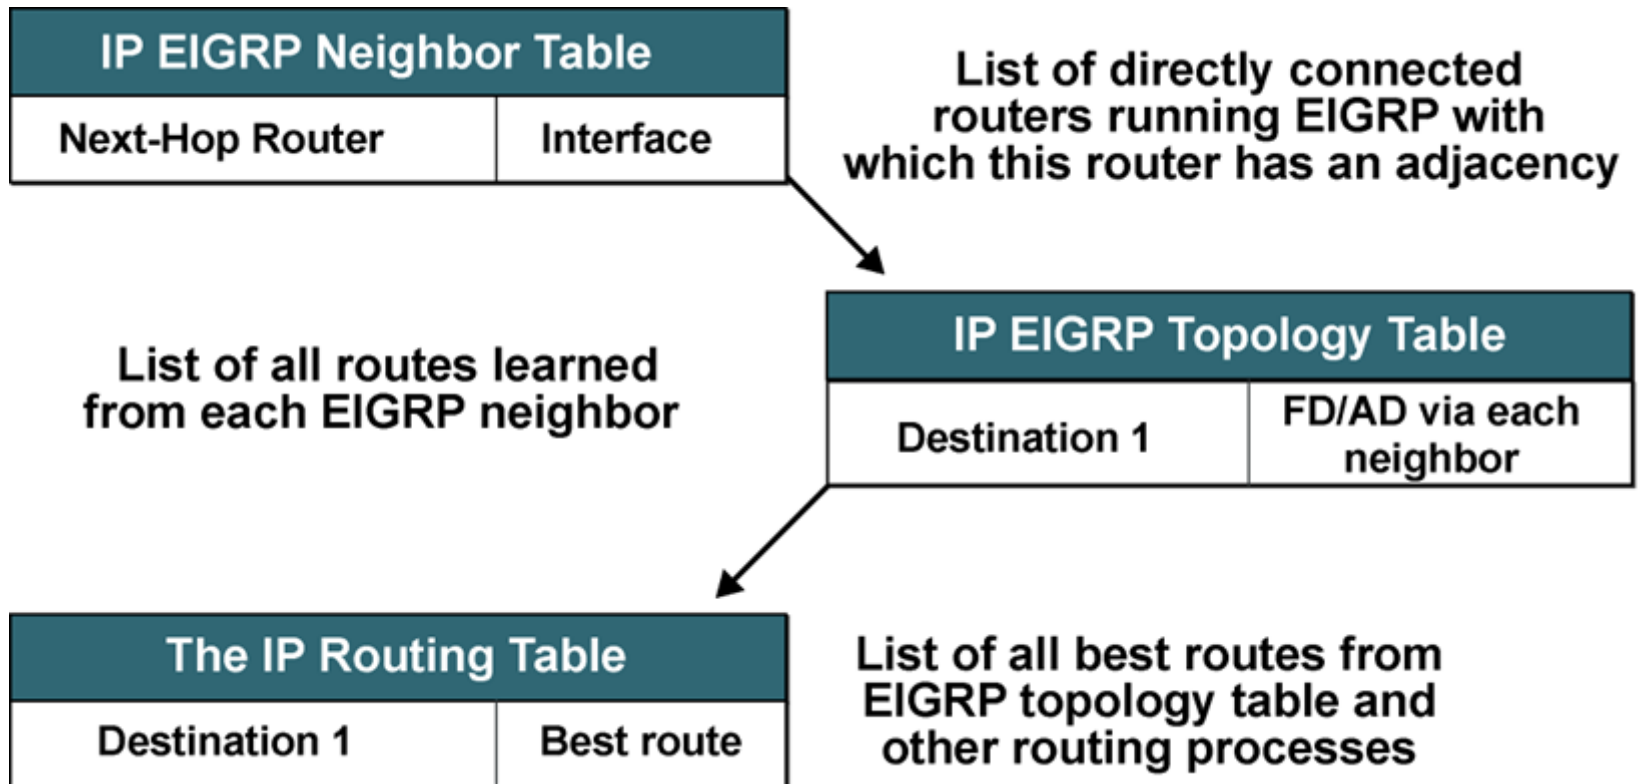 IP EIGRP Neighbor Table
Next-Hop Router
Interface
List of directly connected
routers running EIGRP with
which this router has an adjacency
List of all routes learned
from each EIGRP neighbor
IP EIGRP Topology Table
Destination 1
FD/AD via each
neighbor
The IP Routing Table
Destination 1
Best route
List of all best routes from
EIGRP topology table and
other routing processes